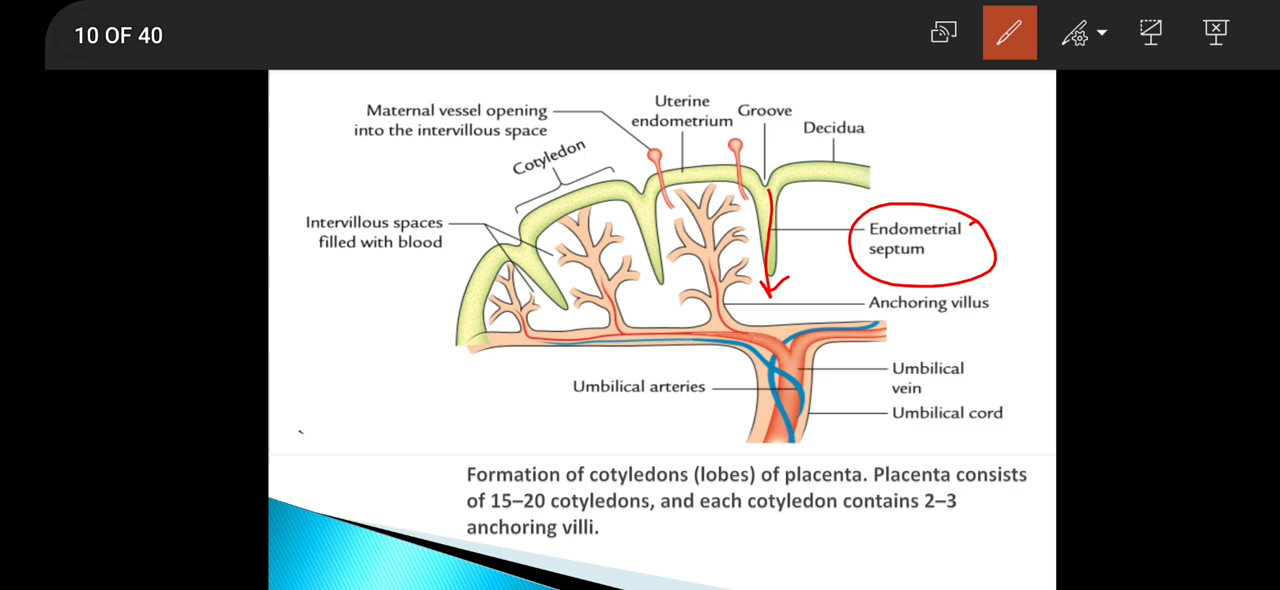 10 OF 40
Maternal vessel opening
into the intervillous space
Uterine
endometrium
Groove
Decidua
Cotyledon
Intervillous spaces
filled with blood
Endometrial
septum
Anchoring villus
Umbilical
vein
Umbilical arteries
Umbilical cord
Formation of cotyledons (lobes) of placenta. Placenta consists
of 15–20 cotyledons, and each cotyledon contains 2–3
anchoring villi.